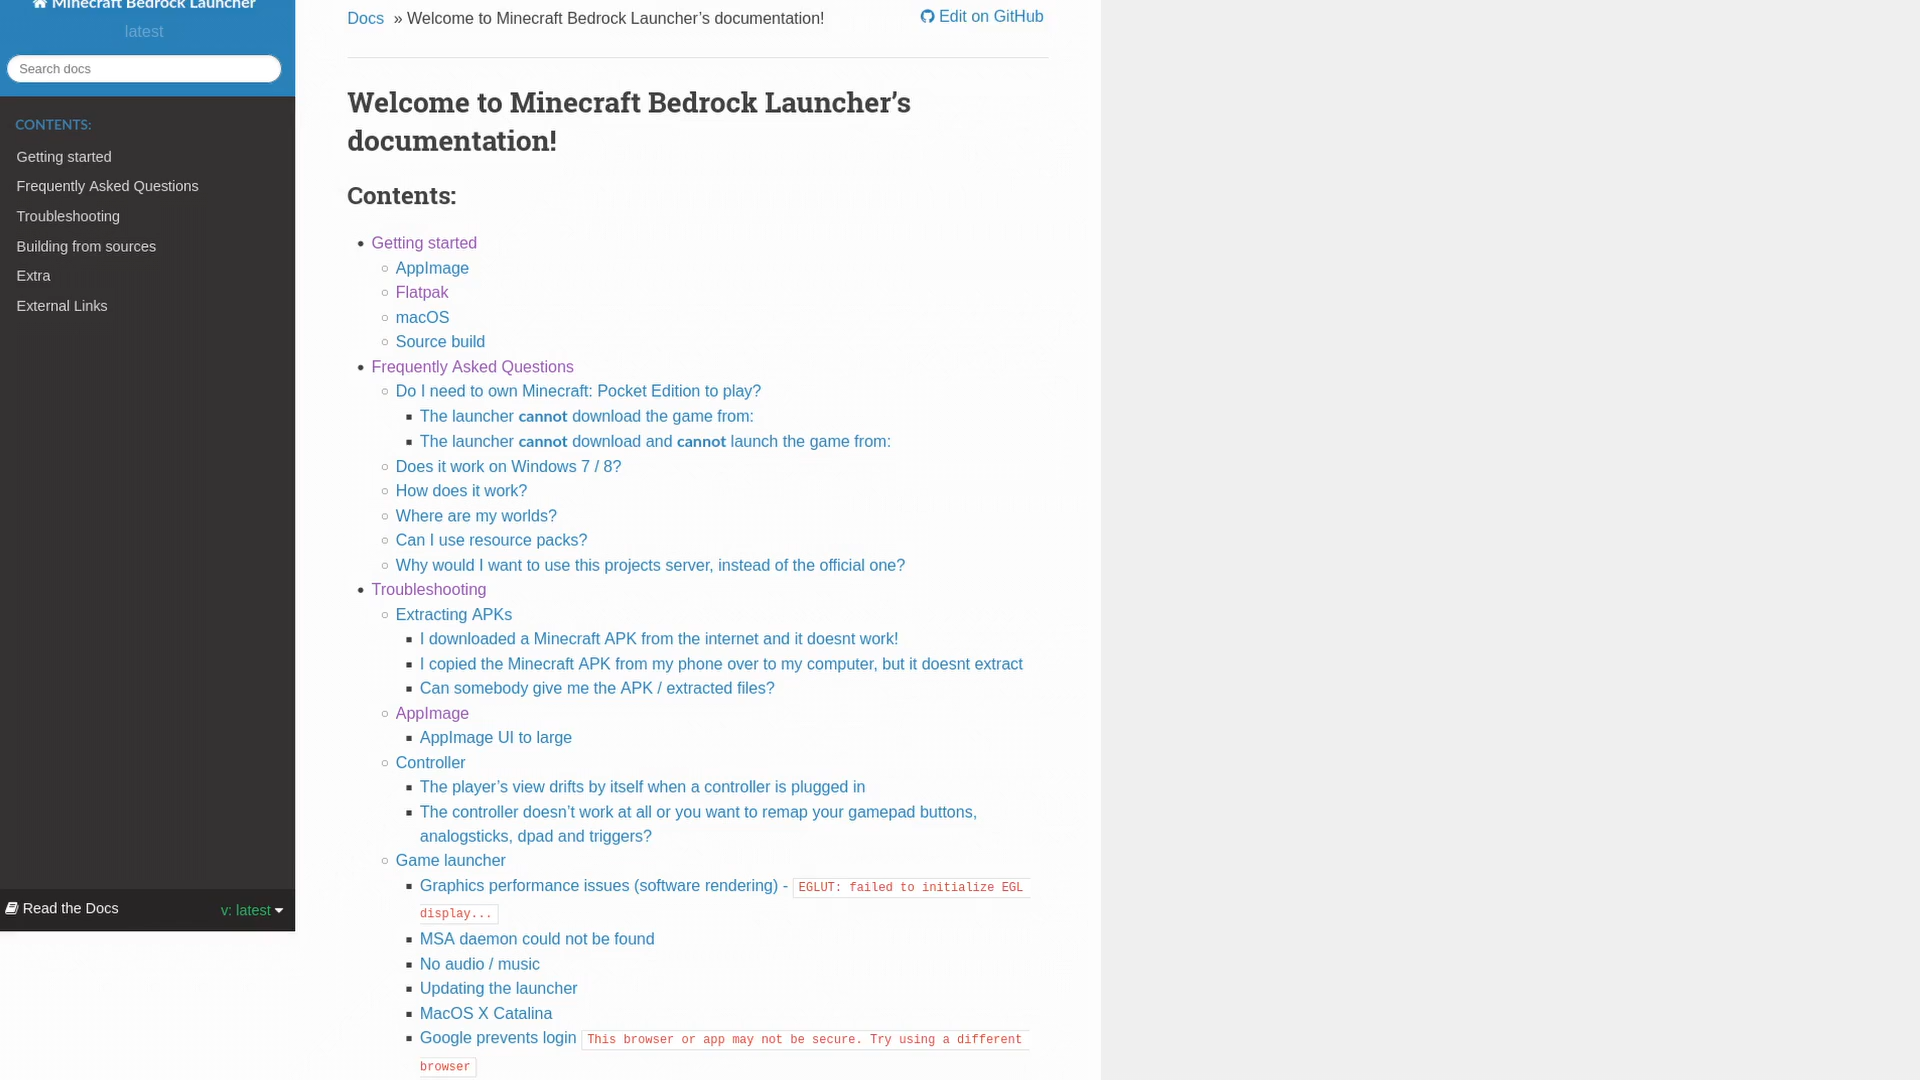 Minecraft Bedrock Launcher
latest
Search docs
CONTENTS:
Getting started
Frequently Asked Questions
Troubleshooting
Building from sources
Extra
External Links
Read the Docs
v: latest
Docs » Welcome to Minecraft Bedrock Launcher’s documentation!
Edit on GitHub
Welcome to Minecraft Bedrock Launcher’s
documentation!
Contents:
Getting started
AppImage
Flatpak
macOS
Source build
Frequently Asked Questions
Do I need to own Minecraft: Pocket Edition to play?
The launcher cannot download the game from:
The launcher cannot download and cannot launch the game from:
Does it work on Windows 7 / 8?
How does it work?
Where are my worlds?
Can I use resource packs?
Why would I want to use this projects server, instead of the official one?
Troubleshooting
Extracting APKs
I downloaded a Minecraft APK from the internet and it doesnt work!
I copied the Minecraft APK from my phone over to my computer, but it doesnt extract
Can somebody give me the APK / extracted files?
AppImage
AppImage UI to large
Controller
The player’s view drifts by itself when a controller is plugged in
The controller doesn’t work at all or you want to remap your gamepad buttons,
analogsticks, dpad and triggers?
Game launcher
Graphics performance issues (software rendering) - EGLUT: failed to initialize EGL
display...
MSA daemon could not be found
No audio / music
Updating the launcher
MacOS X Catalina
Google prevents login This browser or app may not be secure. Try using a different
browser